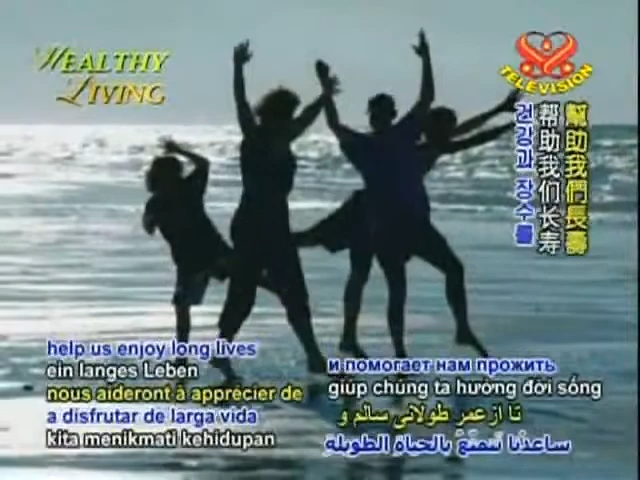 HEALTHY
LIVING
TELEVISION
幫助我們長壽
帮助我们长寿
건강과 장수를
help us enjoy long lives
ein langes Leben
nous aideront à apprécier de
a disfrutar de larga vida
kita menikmati kehidupan
и помогает нам прожить
giúp chúng ta hưởng đời sống
تا از عمر طولانی سالم و
ساعدنا نتمتع بالحياة الطويلة